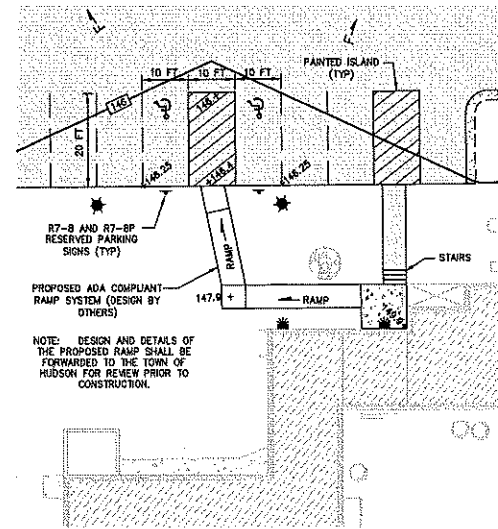 F
F
PAINTED ISLAND
(TYP)
10 FT 10 FT 10 FT
146
20 FT
146.25
+146.4
146.25
R7-8 AND R7-8P
RESERVED PARKING
SIGNS (TYP)
RAMP
STAIRS
PROPOSED ADA COMPLIANT
RAMP SYSTEM (DESIGN BY
OTHERS)
147.9 +
RAMP
NOTE: DESIGN AND DETAILS OF
THE PROPOSED RAMP SHALL BE
FORWARDED TO THE TOWN OF
HUDSON FOR REVIEW PRIOR TO
CONSTRUCTION.